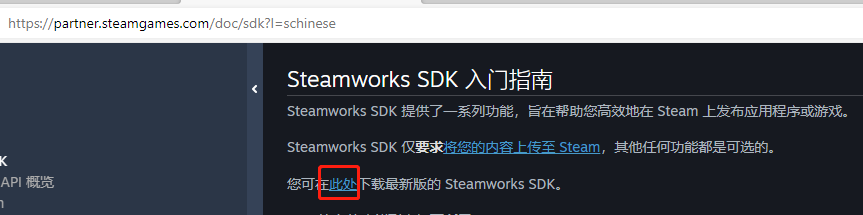 https://partner.steamgames.com/doc/sdk?l=schinese
Steamworks SDK 入门指南
Steamworks SDK 提供了一系列功能，旨在帮助您高效地在 Steam 上发布应用程序或游戏。
Steamworks SDK 仅要求将您的内容上传至 Steam，其他任何功能都是可选的。
K
API 概览
您可在此处下载最新版的 Steamworks SDK。